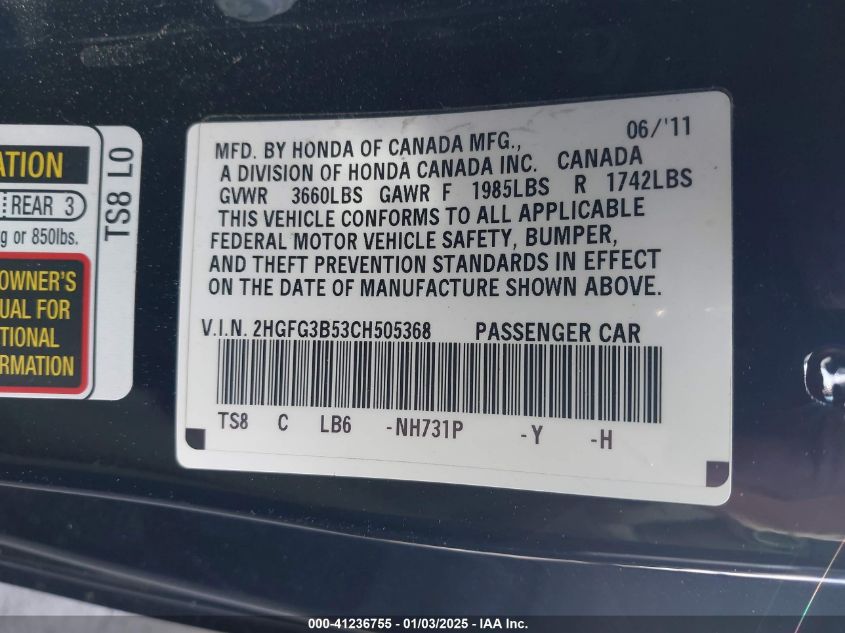 ATION
REAR 3
g or 850lbs.
OWNER'S
UAL FOR
TIONAL
RMATION
TS8 L0
06/'11
MFD. BY HONDA OF CANADA MFG.,
A DIVISION OF HONDA CANADA INC. CANADA
GVWR 3660LBS GAWR F 1985LBS R 1742LBS
THIS VEHICLE CONFORMS TO ALL APPLICABLE
FEDERAL MOTOR VEHICLE SAFETY, BUMPER,
AND THEFT PREVENTION STANDARDS IN EFFECT
ON THE DATE OF MANUFACTURE SHOWN ABOVE.
V.I.N. 2HGFG3B53CH505368 PASSENGER CAR
TS8 C LB6 -NH731P -Y -H
000-41236755 - 01/03/2025 - IAA Inc.